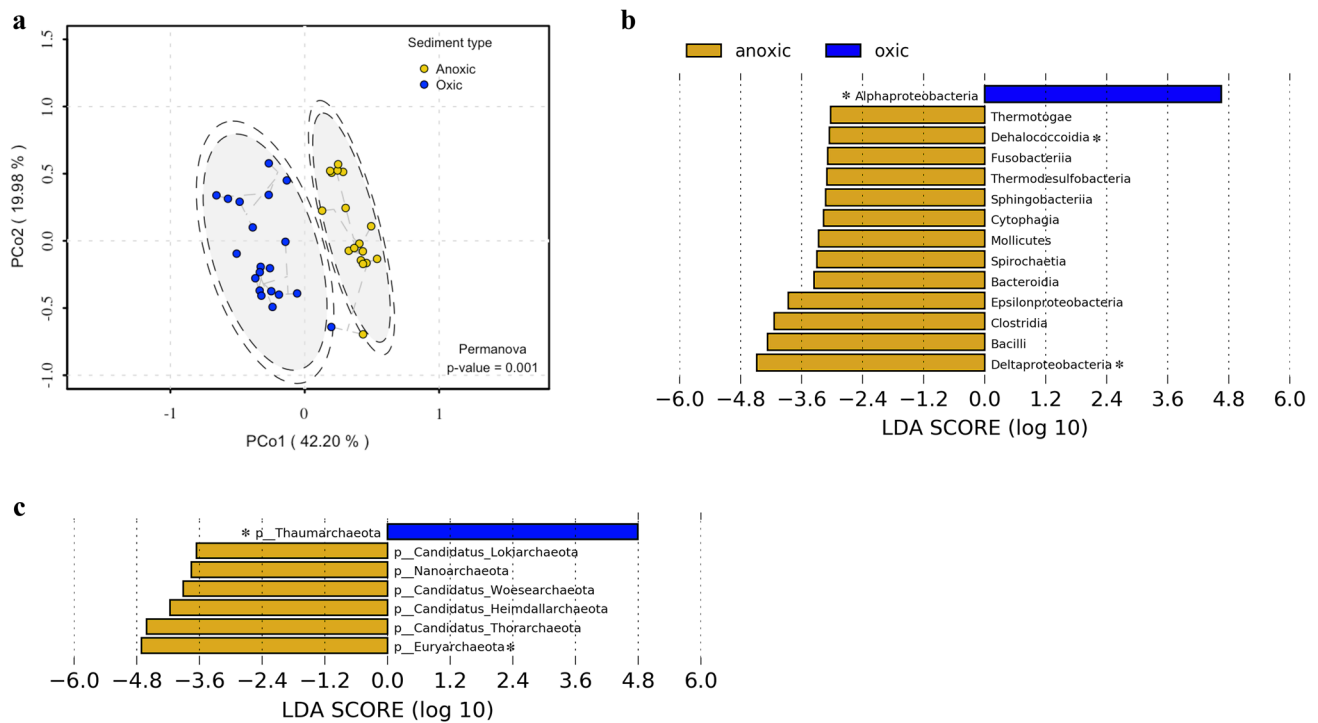 a
Sediment type
Anoxic
Oxic
1.5
1.0
0.5
0.0
-0.5
-1.0
PCo2 ( 19.98 % )
Permanova
p-value = 0.001
-1 0 1
PCo1 ( 42.20 % )
b
anoxic oxic
* Alphaproteobacteria
Thermotogae
Dehalococcoidia *
Fusobacteriia
Thermodesulfobacteria
Sphingobacteriia
Cytophagia
Mollicutes
Spirochaetia
Bacteroidia
Epsilonproteobacteria
Clostridia
Bacilli
Deltaproteobacteria *
−6.0 −4.8 −3.6 −2.4 −1.2 0.0 1.2 2.4 3.6 4.8 6.0
LDA SCORE (log 10)
c
* p__Thaumarchaeota
p__Candidatus_Lokiarchaeota
p__Nanoarchaeota
p__Candidatus_Woesearchaeota
p__Candidatus_Heimdallarchaeota
p__Candidatus_Thorarchaeota
p__Euryarchaeota *
−6.0 −4.8 −3.6 −2.4 −1.2 0.0 1.2 2.4 3.6 4.8 6.0
LDA SCORE (log 10)